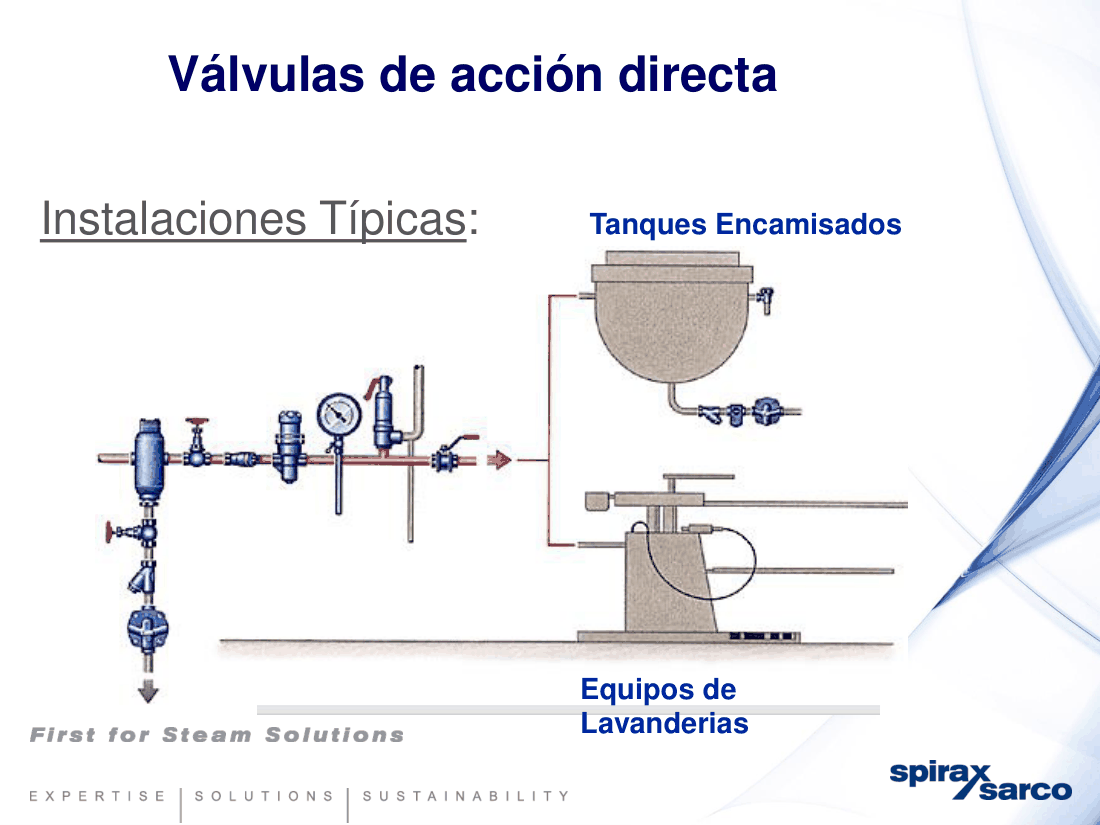 Válvulas de acción directa
Instalaciones Típicas:
Tanques Encamisados
Equipos de
Lavanderias
First for Steam Solutions
EXPERTISE SOLUTIONS SUSTAINABILITY
spirax
sarco